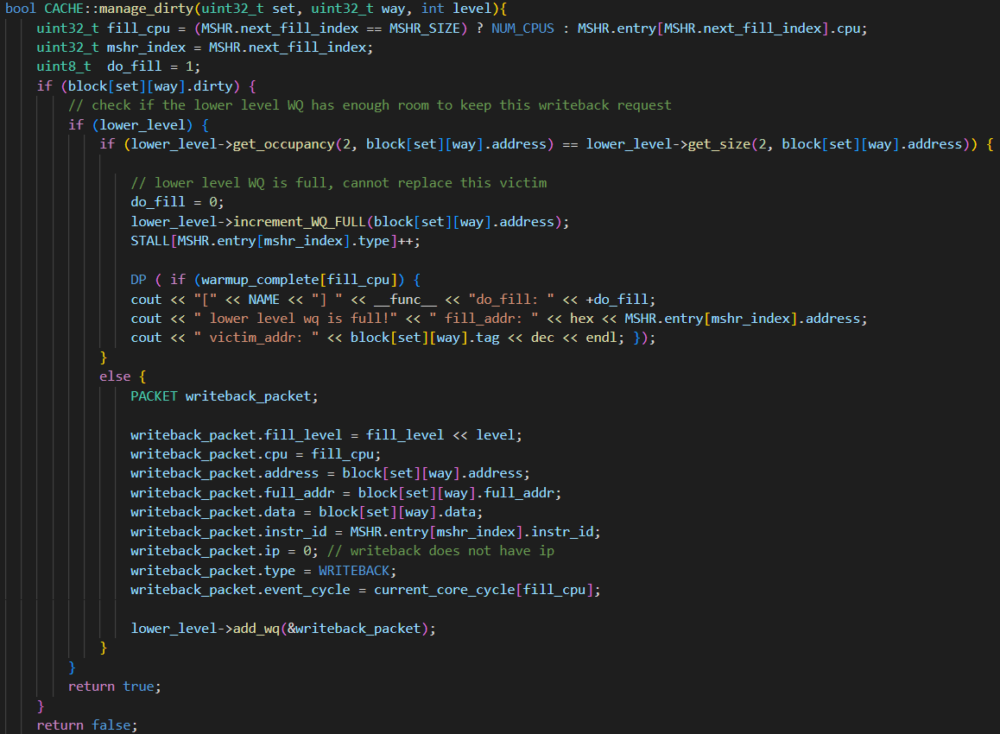 bool CACHE::manage_dirty(uint32_t set, uint32_t way, int level){
uint32_t fill_cpu = (MSHR.next_fill_index == MSHR_SIZE) ? NUM_CPUS : MSHR.entry[MSHR.next_fill_index].cpu;
uint32_t mshr_index = MSHR.next_fill_index;
uint8_t  do_fill = 1;
if (block[set][way].dirty) {
// check if the lower level WQ has enough room to keep this writeback request
if (lower_level) {
if (lower_level->get_occupancy(2, block[set][way].address) == lower_level->get_size(2, block[set][way].address)) {
// lower level WQ is full, cannot replace this victim
do_fill = 0;
lower_level->increment_WQ_FULL(block[set][way].address);
STALL[MSHR.entry[mshr_index].type]++;
DP ( if (warmup_complete[fill_cpu]) {
cout << "[" << NAME << "] " << __func__ << "do_fill: " << +do_fill;
cout << " lower level wq is full!" << " fill_addr: " << hex << MSHR.entry[mshr_index].address;
cout << " victim_addr: " << block[set][way].tag << dec << endl; });
}
else {
PACKET writeback_packet;
writeback_packet.fill_level = fill_level << level;
writeback_packet.cpu = fill_cpu;
writeback_packet.address = block[set][way].address;
writeback_packet.full_addr = block[set][way].full_addr;
writeback_packet.data = block[set][way].data;
writeback_packet.instr_id = MSHR.entry[mshr_index].instr_id;
writeback_packet.ip = 0; // writeback does not have ip
writeback_packet.type = WRITEBACK;
writeback_packet.event_cycle = current_core_cycle[fill_cpu];
lower_level->add_wq(&writeback_packet);
}
}
return true;
}
return false;